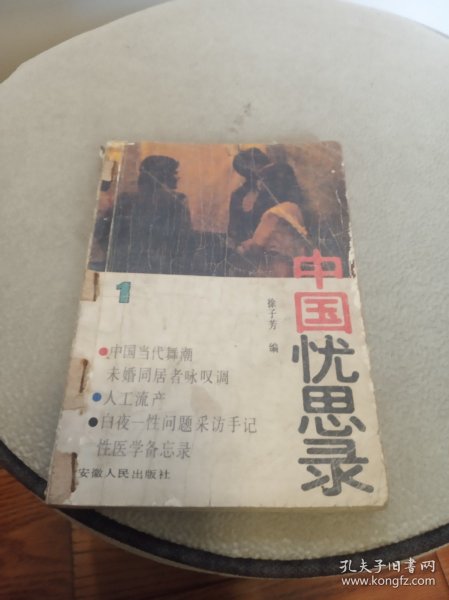 中国忧思录
1
徐子芳 编
●中国当代舞潮
未婚同居者咏叹调
●人工流产
●白夜—性问题采访手记
性医学备忘录
安徽人民出版社
孔夫子旧书网
www.kongfz.com